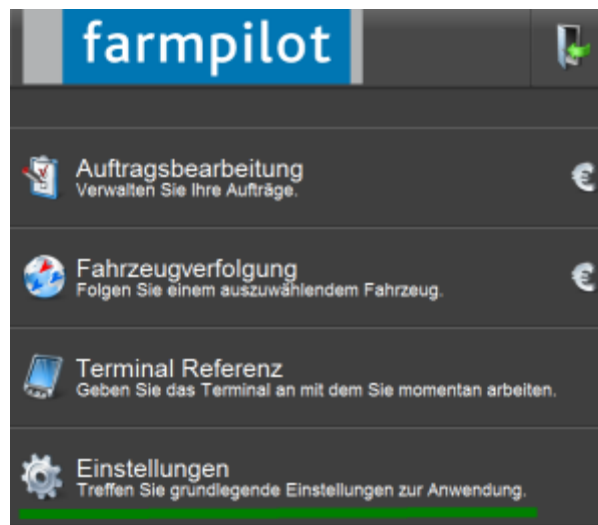 farmpilot
Auftragsbearbeitung
Verwalten Sie Ihre Aufträge.
€
Fahrzeugverfolgung
Folgen Sie einem auszuwählendem Fahrzeug.
€
Terminal Referenz
Geben Sie das Terminal an mit dem Sie momentan arbeiten.
Einstellungen
Treffen Sie grundlegende Einstellungen zur Anwendung.